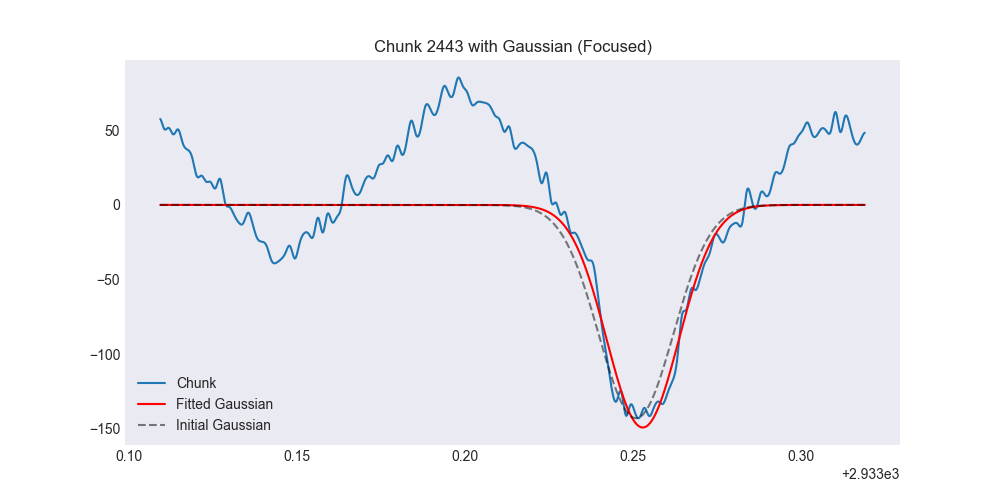 Chunk 2443 with Gaussian (Focused)
50
0
−50
−100
−150
Chunk
Fitted Gaussian
Initial Gaussian
0.10 0.15 0.20 0.25 0.30
+2.933e3